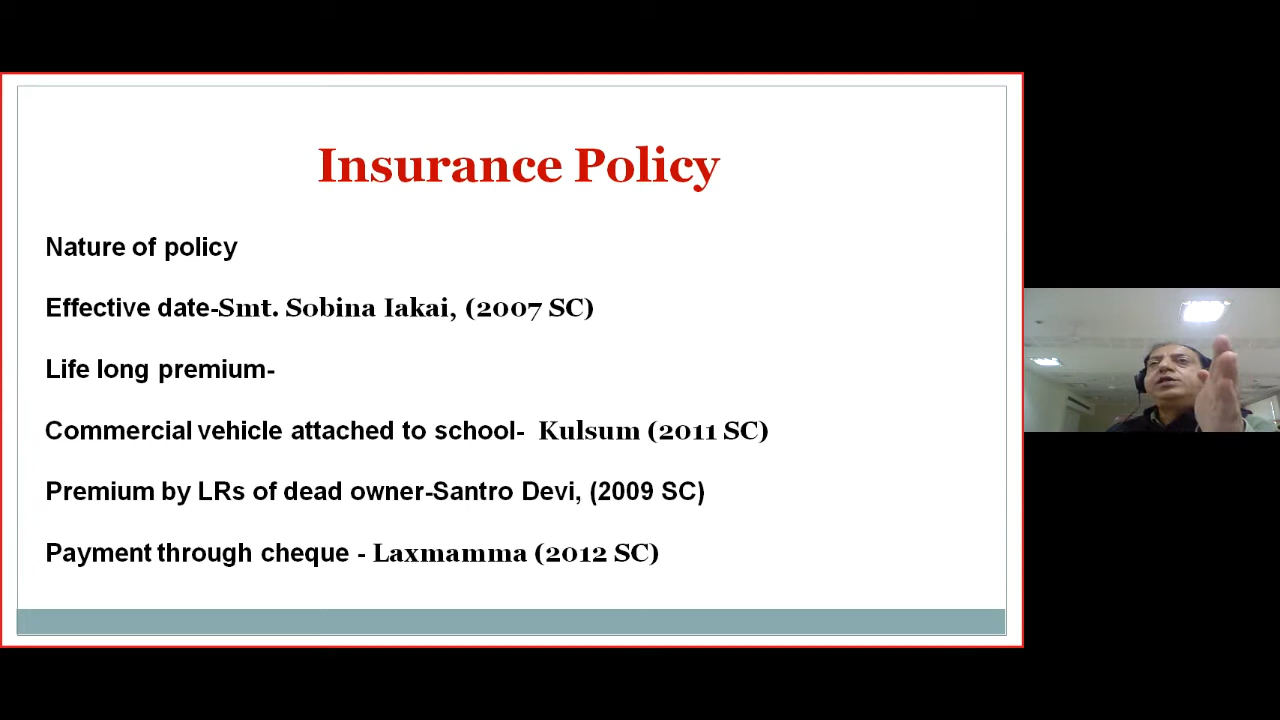 Insurance Policy
Nature of policy
Effective date-Smt. Sobina Iakai, (2007 SC)
Life long premium-
Commercial vehicle attached to school- Kulsum (2011 SC)
Premium by LRs of dead owner-Santro Devi, (2009 SC)
Payment through cheque - Laxmamma (2012 SC)